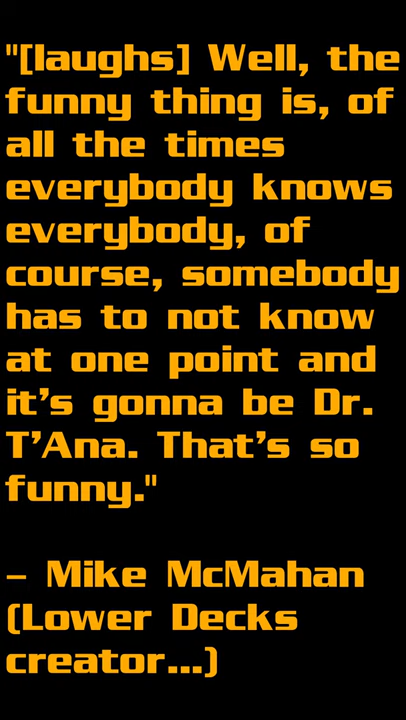 "[laughs] Well, the
funny thing is, of
all the times
everybody knows
everybody, of
course, somebody
has to not know
at one point and
it's gonna be Dr.
T'Ana. That's so
funny."
– Mike McMahan
(Lower Decks
creator...)